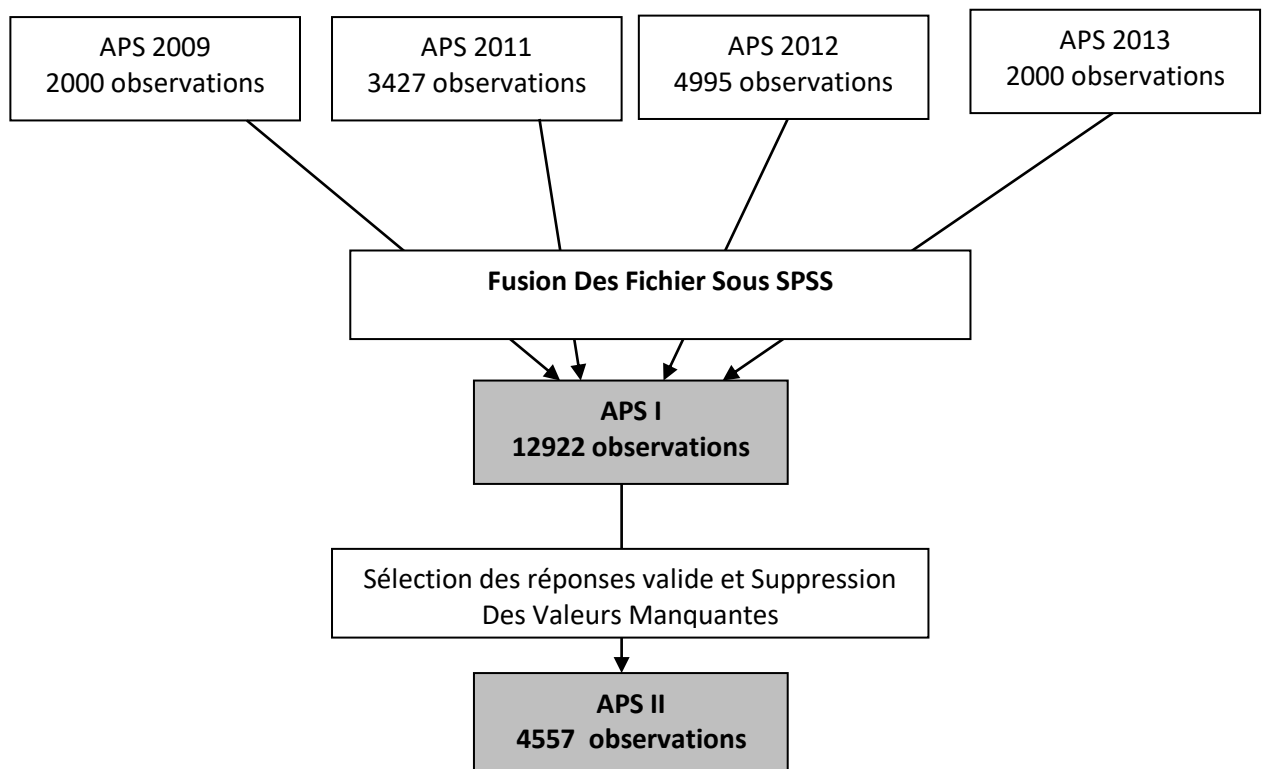 APS 2009
2000 observations
APS 2011
3427 observations
APS 2012
4995 observations
APS 2013
2000 observations
Fusion Des Fichier Sous SPSS
APS I
12922 observations
Sélection des réponses valide et Suppression
Des Valeurs Manquantes
APS II
4557 observations